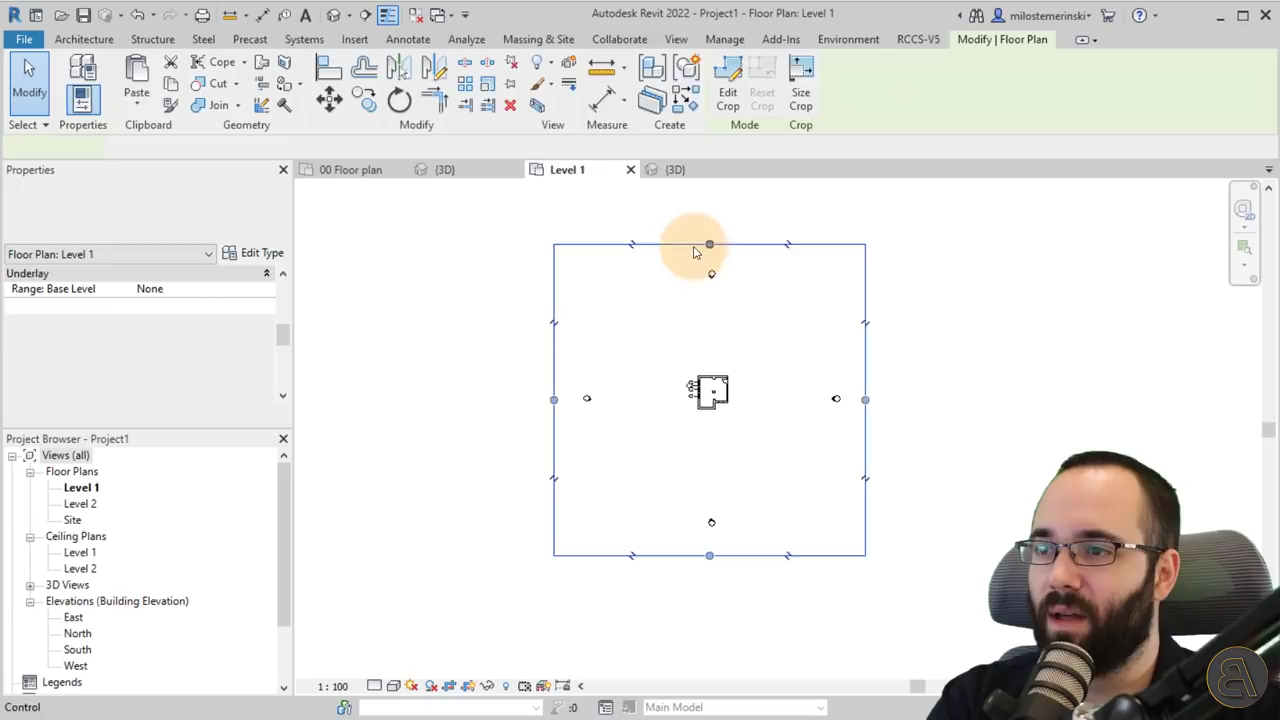 Autodesk Revit 2022 - Project1 - Floor Plan: Level 1
milostemerinski
File
Architecture
Structure
Steel
Precast
Systems
Insert
Annotate
Analyze
Massing & Site
Collaborate
View
Manage
Add-Ins
Environment
RCCS-V5
Modify | Floor Plan
Modify
Paste
Cope
Cut
Join
Edit
Crop
Reset
Crop
Size
Crop
Select
Properties
Clipboard
Geometry
Modify
View
Measure
Create
Mode
Crop
Properties
00 Floor plan
{3D}
Level 1
{3D}
Floor Plan: Level 1
Edit Type
Underlay
Range: Base Level
None
Project Browser - Project1
Views (all)
Floor Plans
Level 1
Level 2
Site
Ceiling Plans
Level 1
Level 2
3D Views
Elevations (Building Elevation)
East
North
South
West
Legends
1 : 100
Control
:0
Main Model